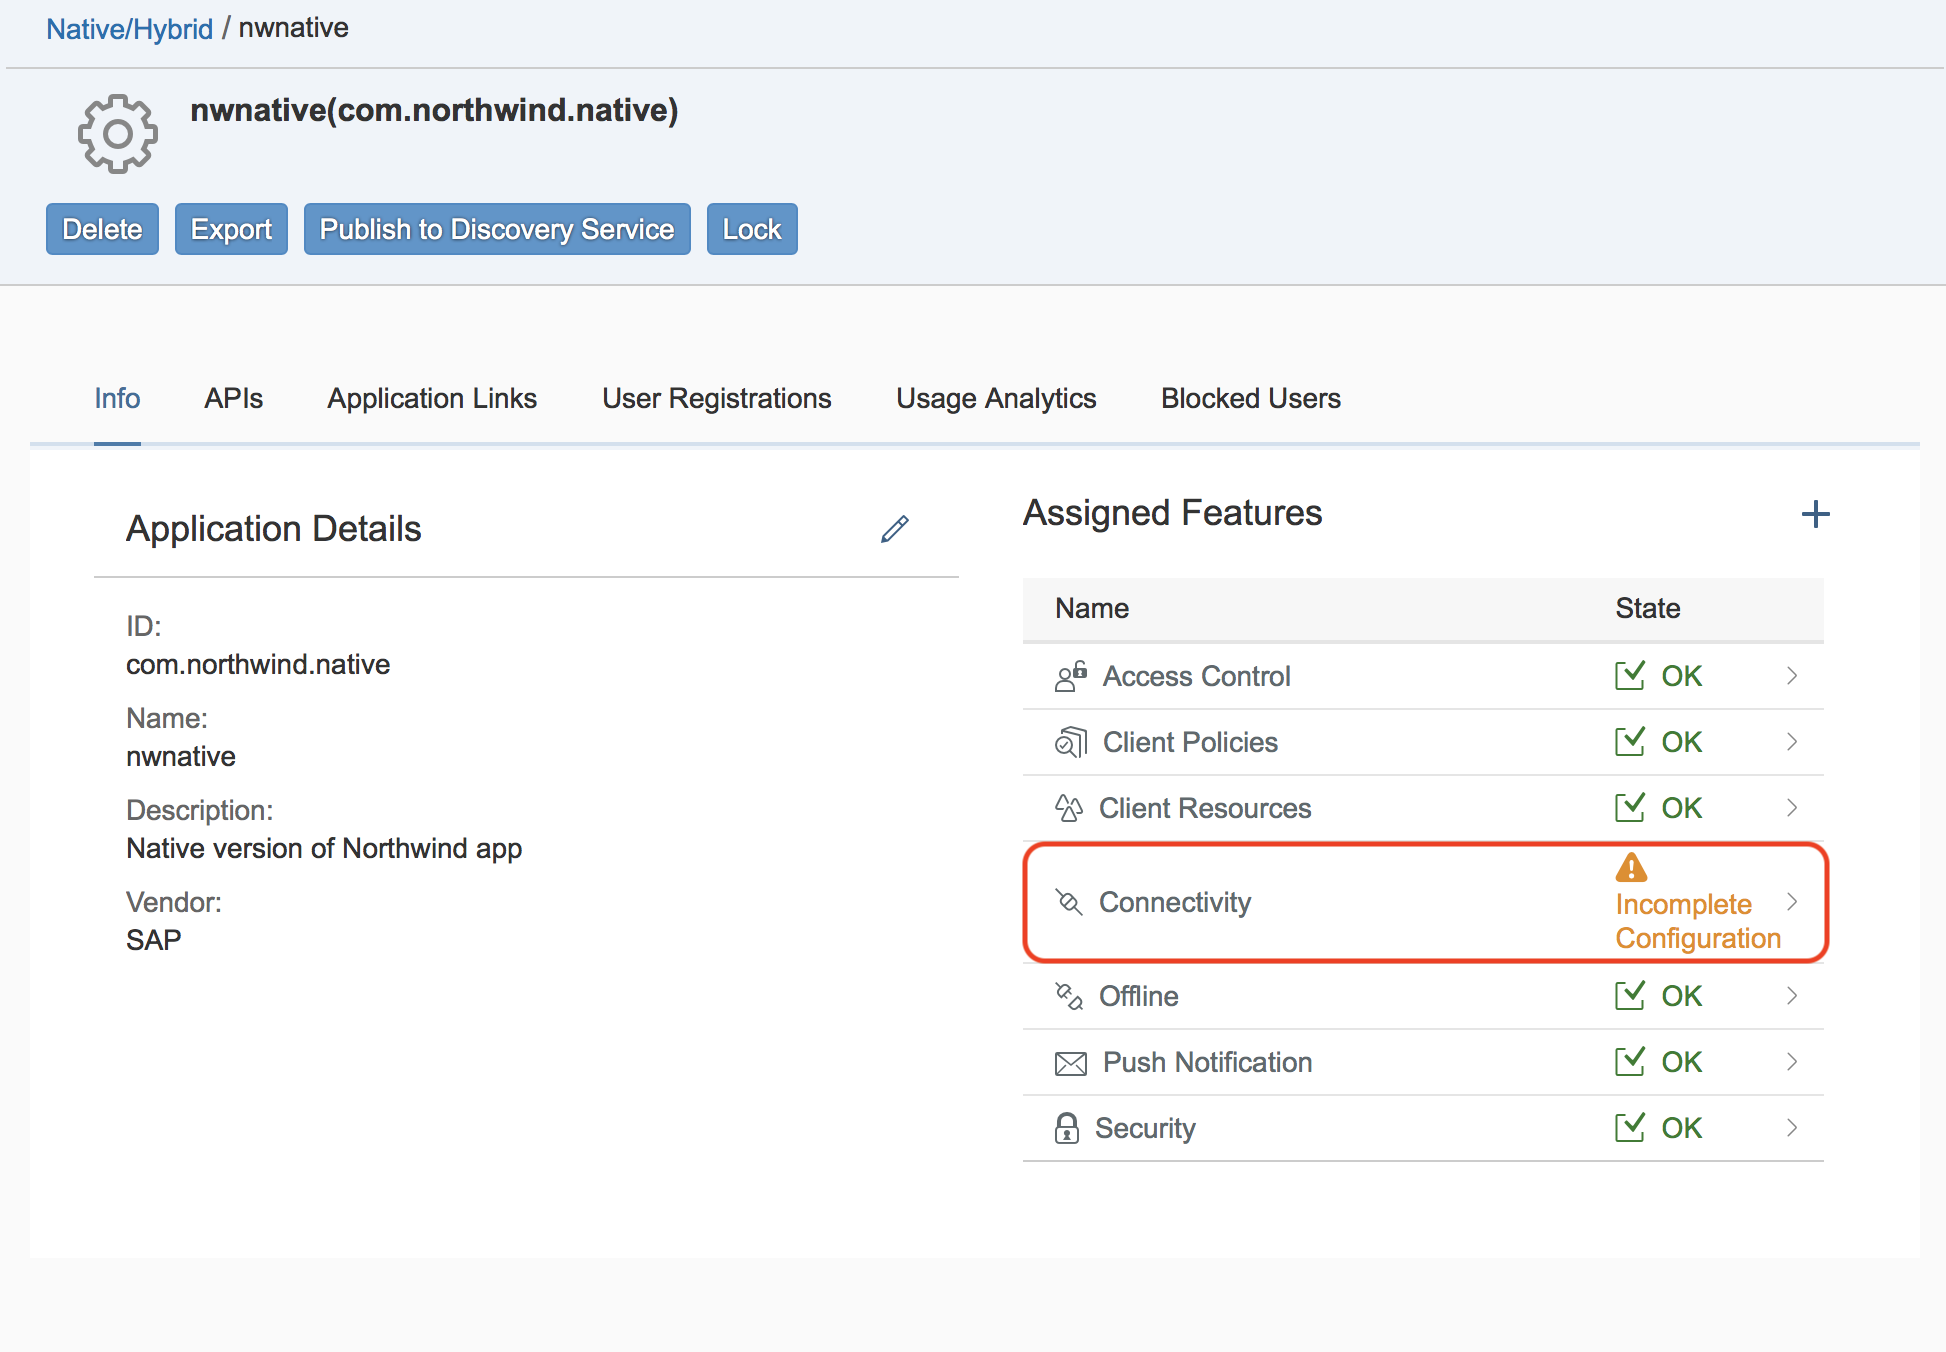 Native/Hybrid / nwnative
nwnative(com.northwind.native)
Delete Export Publish to Discovery Service Lock
Info APIs Application Links User Registrations Usage Analytics Blocked Users
Application Details
ID:
com.northwind.native
Name:
nwnative
Description:
Native version of Northwind app
Vendor:
SAP
Assigned Features
Name State
Access Control OK
Client Policies OK
Client Resources OK
Connectivity Incomplete
Configuration
Offline OK
Push Notification OK
Security OK